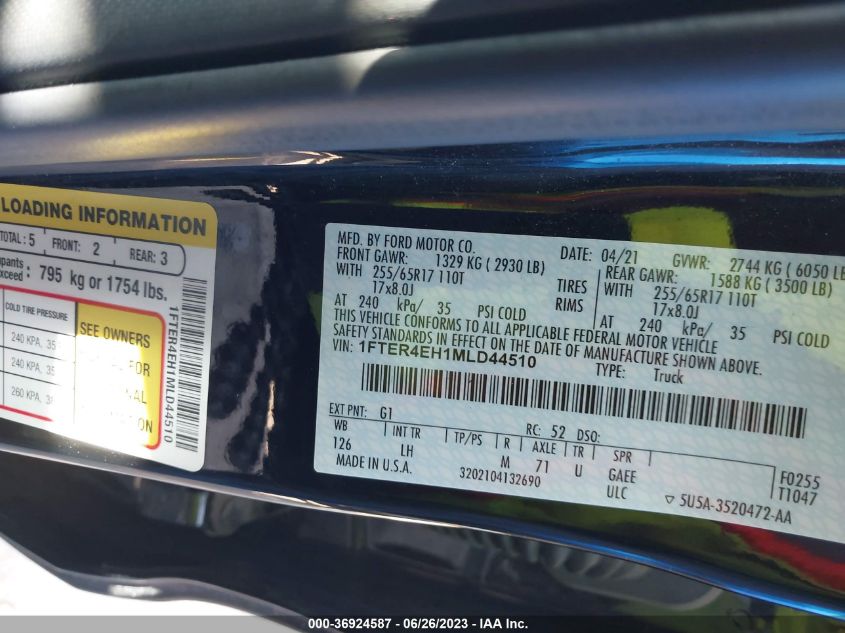 LOADING INFORMATION
TOTAL: 5 FRONT: 2 REAR: 3
795 kg or 1754 lbs.
COLD TIRE PRESSURE
240 KPA, 35
240 KPA, 35
260 KPA, 3
SEE OWNERS
FOR
1FTER4EH1MLD44510
MFD. BY FORD MOTOR CO. DATE: 04/21 GVWR: 2744 KG ( 6050 LB
FRONT GAWR: 1329 KG ( 2930 LB) REAR GAWR: 1588 KG ( 3500 LB)
WITH 255/65R17 110T TIRES WITH 255/65R17 110T
17x8.0J RIMS 17x8.0J
AT 240 kPa/ 35 PSI COLD AT 240 kPa/ 35 PSI COLD
THIS VEHICLE CONFORMS TO ALL APPLICABLE FEDERAL MOTOR VEHICLE
SAFETY STANDARDS IN EFFECT ON THE DATE OF MANUFACTURE SHOWN ABOVE.
VIN: 1FTER4EH1MLD44510 TYPE: Truck
EXT PNT: G1 RC: 52 DSO:
WB INT TR TP/PS R AXLE TR SPR
126 LH M 71 U GAEE F0255
MADE IN U.S.A. 3202104132690 ULC T1047
5U5A-3520472-AA
000-36924587 - 06/26/2023 - IAA Inc.